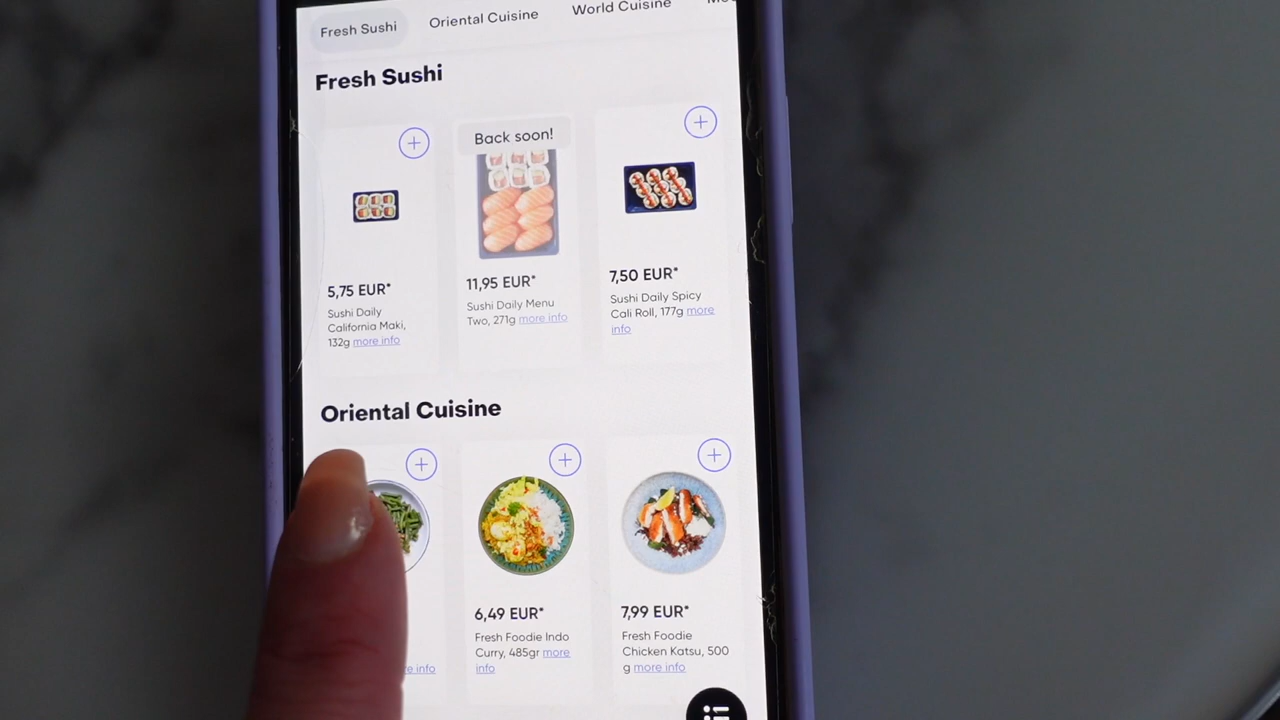 Fresh Sushi
Oriental Cuisine
World Cuisine
Fresh Sushi
Back soon!
5,75 EUR*
Sushi Daily
California Maki,
132g more info
11,95 EUR*
Sushi Daily Menu
Two, 271g more info
7,50 EUR*
Sushi Daily Spicy
Cali Roll, 177g more
info
Oriental Cuisine
info
6,49 EUR*
Fresh Foodie Indo
Curry, 485gr more
info
7,99 EUR*
Fresh Foodie
Chicken Katsu, 500
g more info